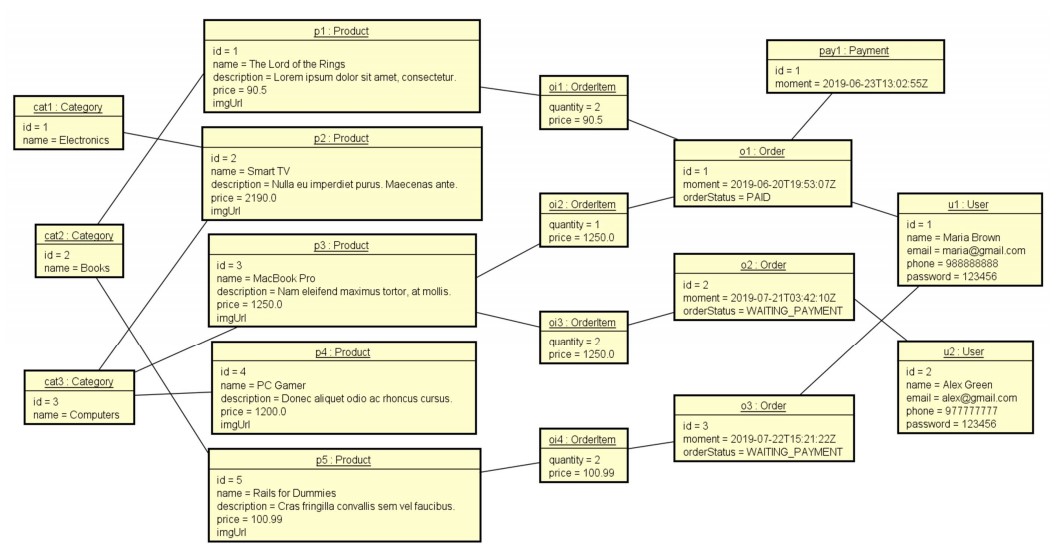 p1 : Product
id = 1
name = The Lord of the Rings
description = Lorem ipsum dolor sit amet, consectetur.
price = 90.5
imgUrl
pay1 : Payment
id = 1
moment = 2019-06-23T13:02:55Z
cat1 : Category
id = 1
name = Electronics
oi1 : OrderItem
quantity = 2
price = 90.5
p2 : Product
id = 2
name = Smart TV
description = Nulla eu imperdiet purus. Maecenas ante.
price = 2190.0
imgUrl
o1 : Order
id = 1
moment = 2019-06-20T19:53:07Z
orderStatus = PAID
oi2 : OrderItem
quantity = 1
price = 1250.0
u1 : User
id = 1
name = Maria Brown
email = maria@gmail.com
phone = 988888888
password = 123456
cat2 : Category
id = 2
name = Books
p3 : Product
id = 3
name = MacBook Pro
description = Nam eleifend maximus tortor, at mollis.
price = 1250.0
imgUrl
o2 : Order
id = 2
moment = 2019-07-21T03:42:10Z
orderStatus = WAITING_PAYMENT
oi3 : OrderItem
quantity = 2
price = 1250.0
p4 : Product
id = 4
name = PC Gamer
description = Donec aliquet odio ac rhoncus cursus.
price = 1200.0
imgUrl
u2 : User
id = 2
name = Alex Green
email = alex@gmail.com
phone = 977777777
password = 123456
cat3 : Category
id = 3
name = Computers
o3 : Order
id = 3
moment = 2019-07-22T15:21:22Z
orderStatus = WAITING_PAYMENT
oi4 : OrderItem
quantity = 2
price = 100.99
p5 : Product
id = 5
name = Rails for Dummies
description = Cras fringilla convallis sem vel faucibus.
price = 100.99
imgUrl